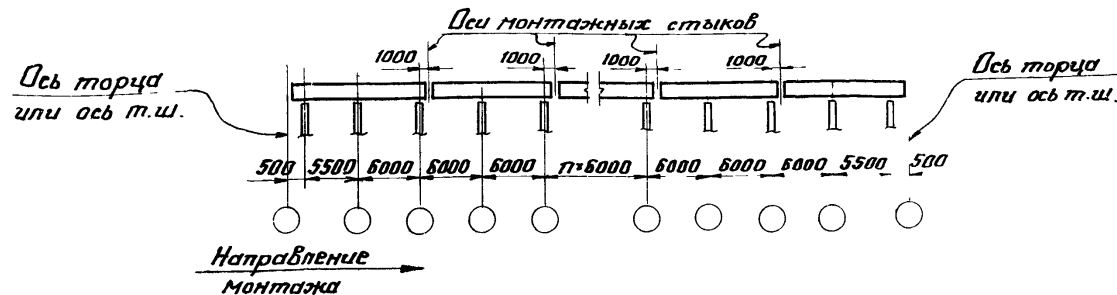 Оси монтажных стыков
1000 1000 1000 1000
Ось торца
или ось т.ш.
Ось торца
или ось т.ш.
500 5500 6000 6000 6000 п×6000 6000 6000 6000 5500 500
Направление
монтажа